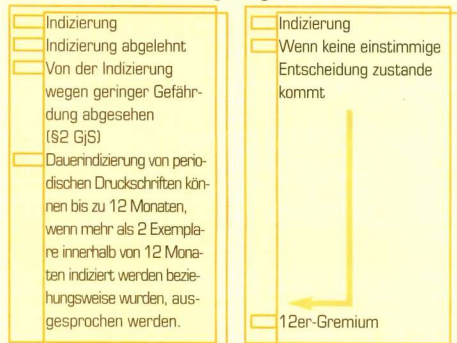 Indizierung
Indizierung abgelehnt
Von der Indizierung
wegen geringer Gefähr-
dung abgesehen
(§2 GjS)
Dauerindizierung von perio-
dischen Druckschriften kön-
nen bis zu 12 Monaten,
wenn mehr als 2 Exempla-
re innerhalb von 12 Mona-
ten indiziert werden bezie-
hungsweise wurden, aus-
gesprochen werden.
Indizierung
Wenn keine einstimmige
Entscheidung zustande
kommt
12er-Gremium